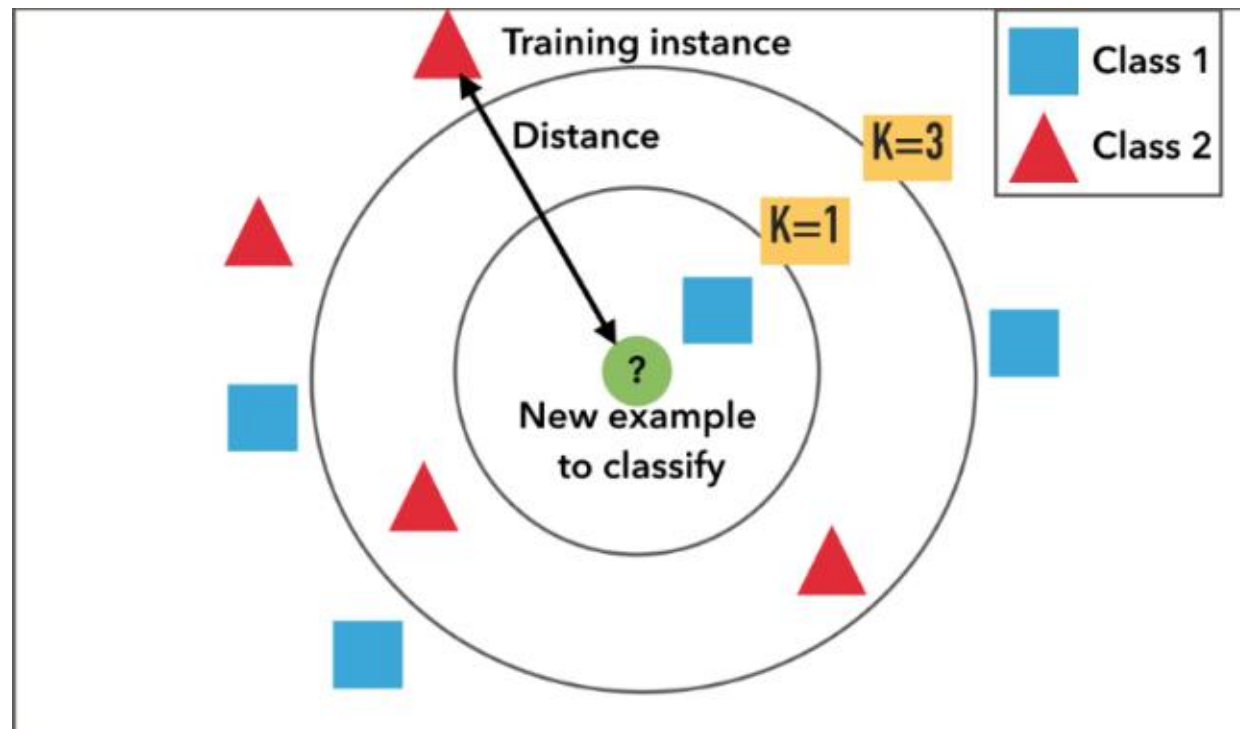 Training instance
Class 1
Distance
K=3
Class 2
K=1
?
New example
to classify